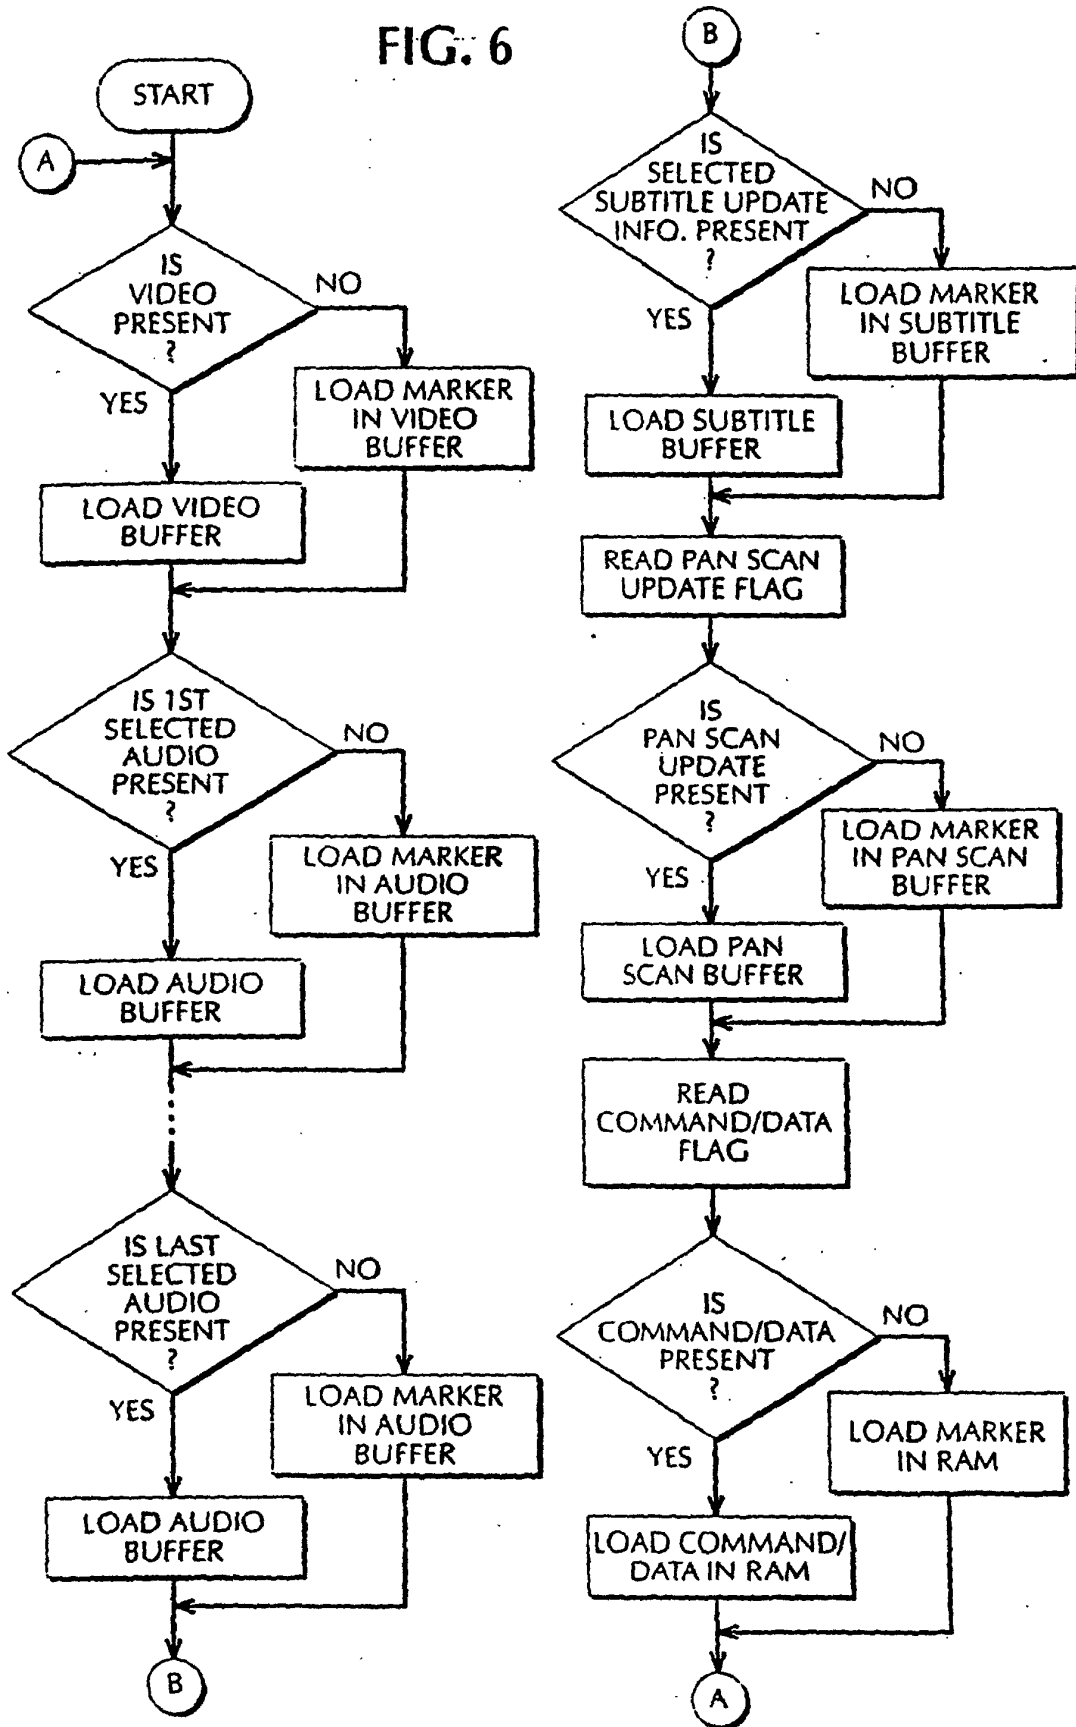 FIG. 6
START
A
IS
VIDEO
PRESENT
?
NO
YES
LOAD MARKER
IN VIDEO
BUFFER
LOAD VIDEO
BUFFER
IS 1ST
SELECTED
AUDIO
PRESENT
?
NO
YES
LOAD MARKER
IN AUDIO
BUFFER
LOAD AUDIO
BUFFER
IS LAST
SELECTED
AUDIO
PRESENT
?
NO
YES
LOAD MARKER
IN AUDIO
BUFFER
LOAD AUDIO
BUFFER
B
B
IS
SELECTED
SUBTITLE UPDATE
INFO. PRESENT
?
NO
YES
LOAD MARKER
IN SUBTITLE
BUFFER
LOAD SUBTITLE
BUFFER
READ PAN SCAN
UPDATE FLAG
IS
PAN SCAN
UPDATE
PRESENT
?
NO
YES
LOAD MARKER
IN PAN SCAN
BUFFER
LOAD PAN
SCAN BUFFER
READ
COMMAND/DATA
FLAG
IS
COMMAND/DATA
PRESENT
?
NO
YES
LOAD MARKER
IN RAM
LOAD COMMAND/
DATA IN RAM
A